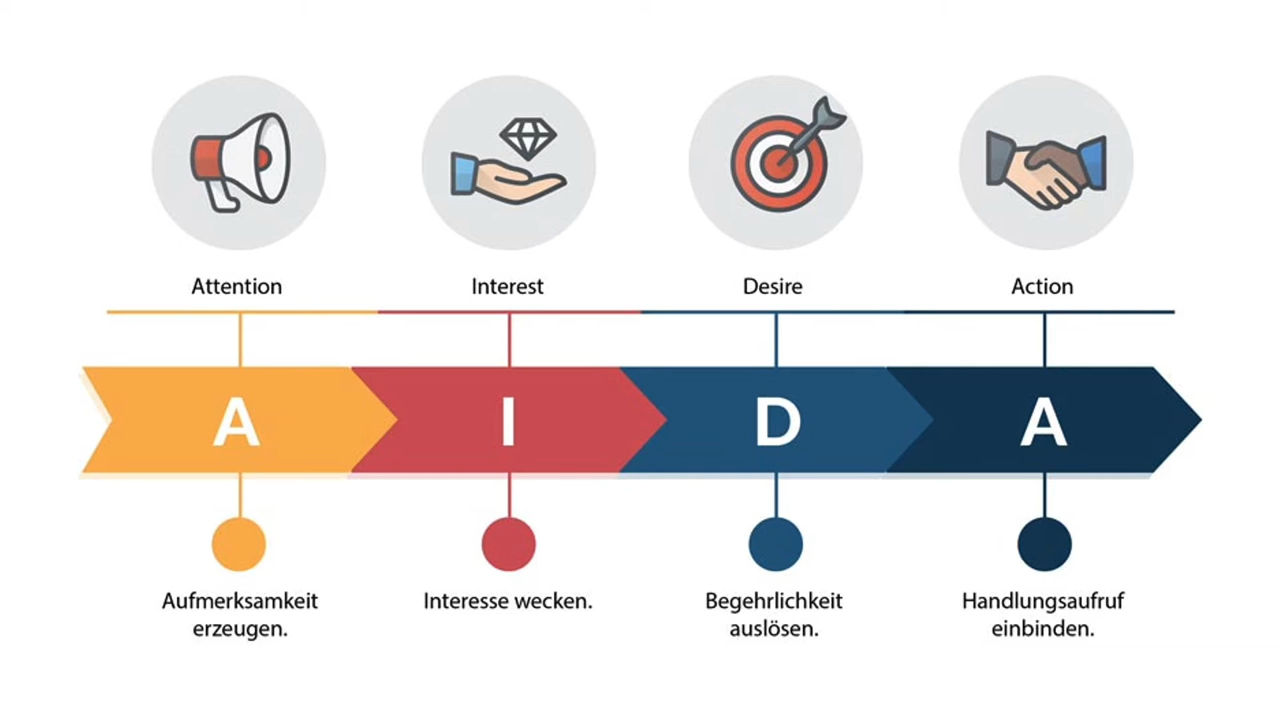 Attention
Interest
Desire
Action
A
I
D
A
Aufmerksamkeit
erzeugen.
Interesse wecken.
Begehrlichkeit
auslösen.
Handlungsaufruf
einbinden.